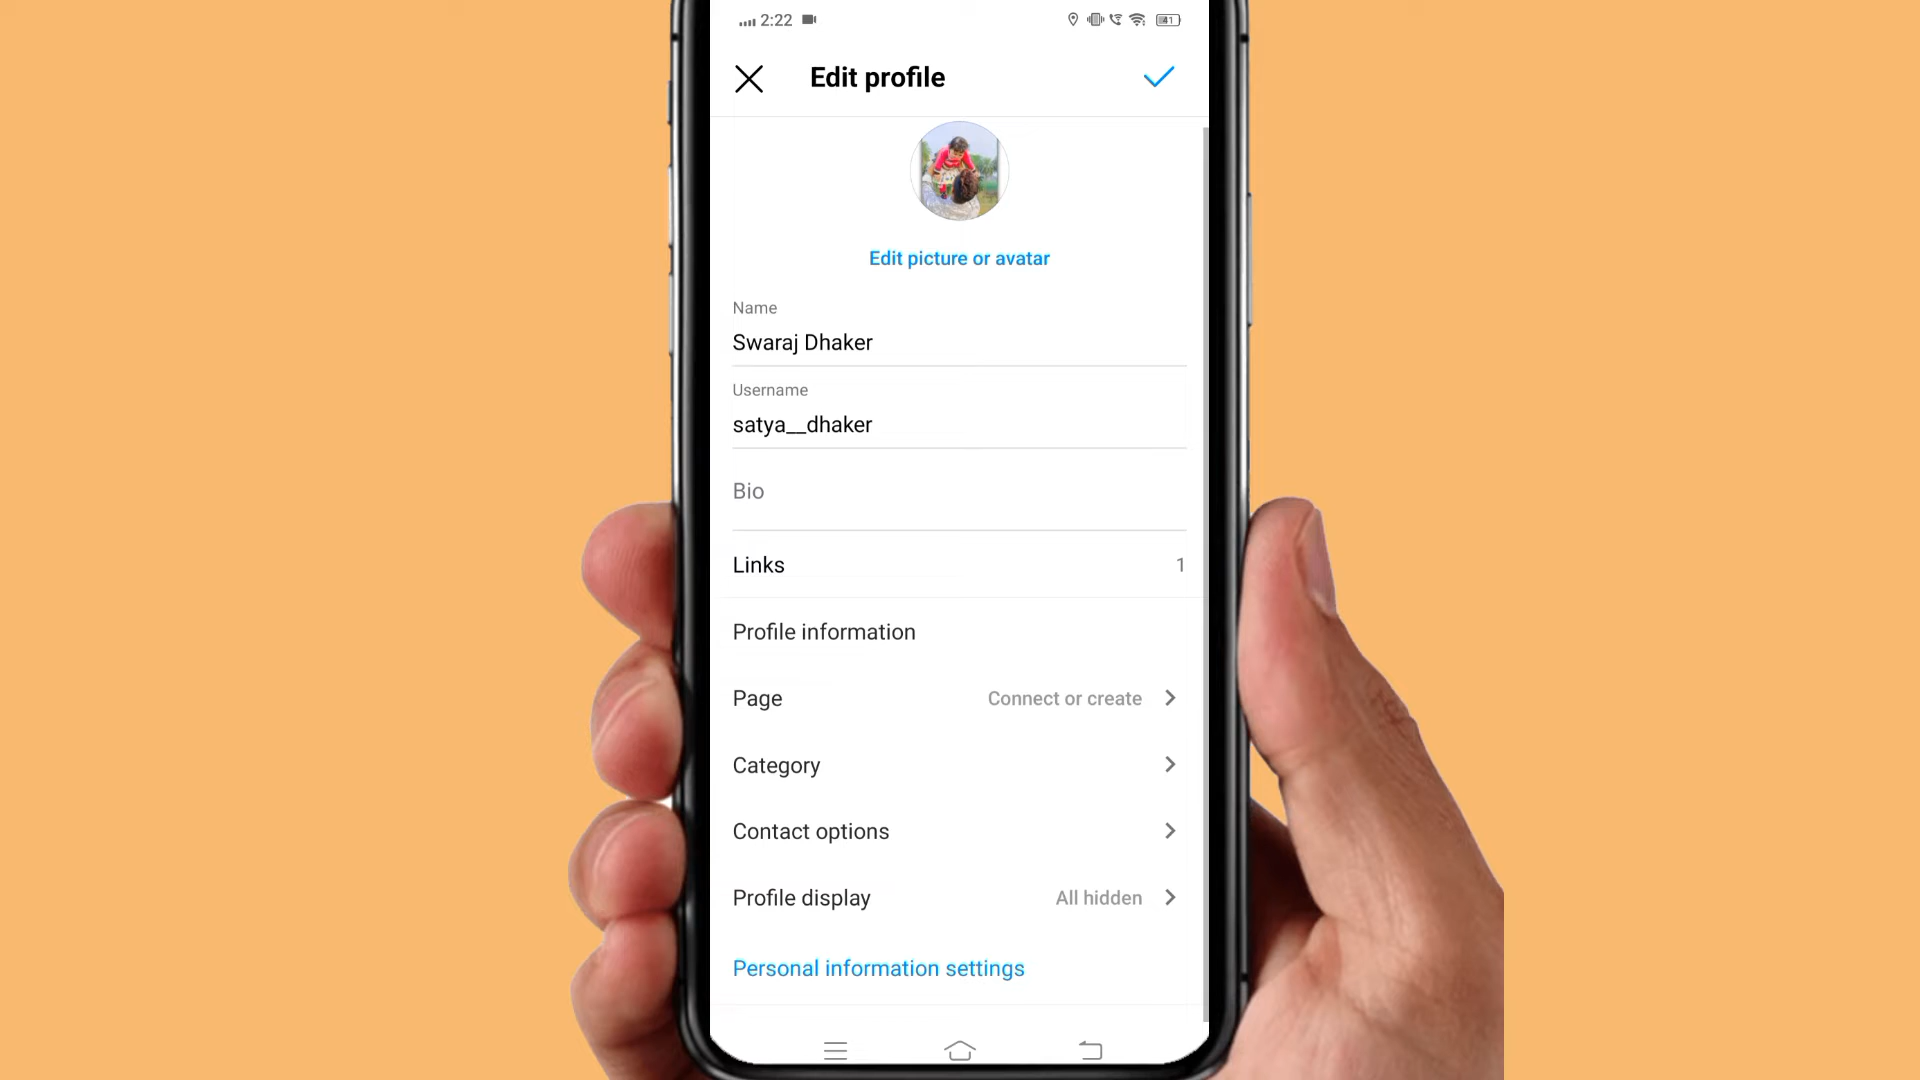 2:22 41
Edit profile
Edit picture or avatar
Name
Swaraj Dhaker
Username
satya__dhaker
Bio
Links 1
Profile information
Page Connect or create
Category
Contact options
Profile display All hidden
Personal information settings